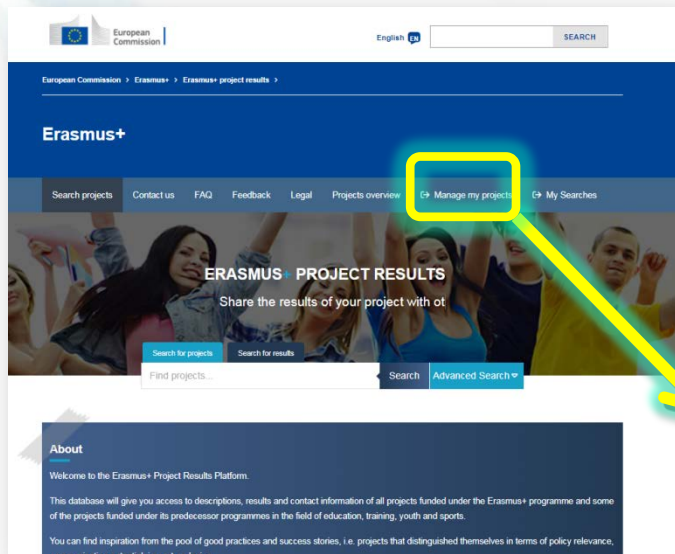 European
Commission
English EN
SEARCH
European Commission > Erasmus+ > Erasmus+ project results >
Erasmus+
Search projects Contact us FAQ Feedback Legal Projects overview Manage my projects My Searches
ERASMUS+ PROJECT RESULTS
Share the results of your project with ot
Search for projects Search for results
Find projects... Search Advanced Search
About
Welcome to the Erasmus+ Project Results Platform.
This database will give you access to descriptions, results and contact information of all projects funded under the Erasmus+ programme and some
of the projects funded under its predecessor programmes in the field of education, training, youth and sports.
You can find inspiration from the pool of good practices and success stories, i.e. projects that distinguished themselves in terms of policy relevance,